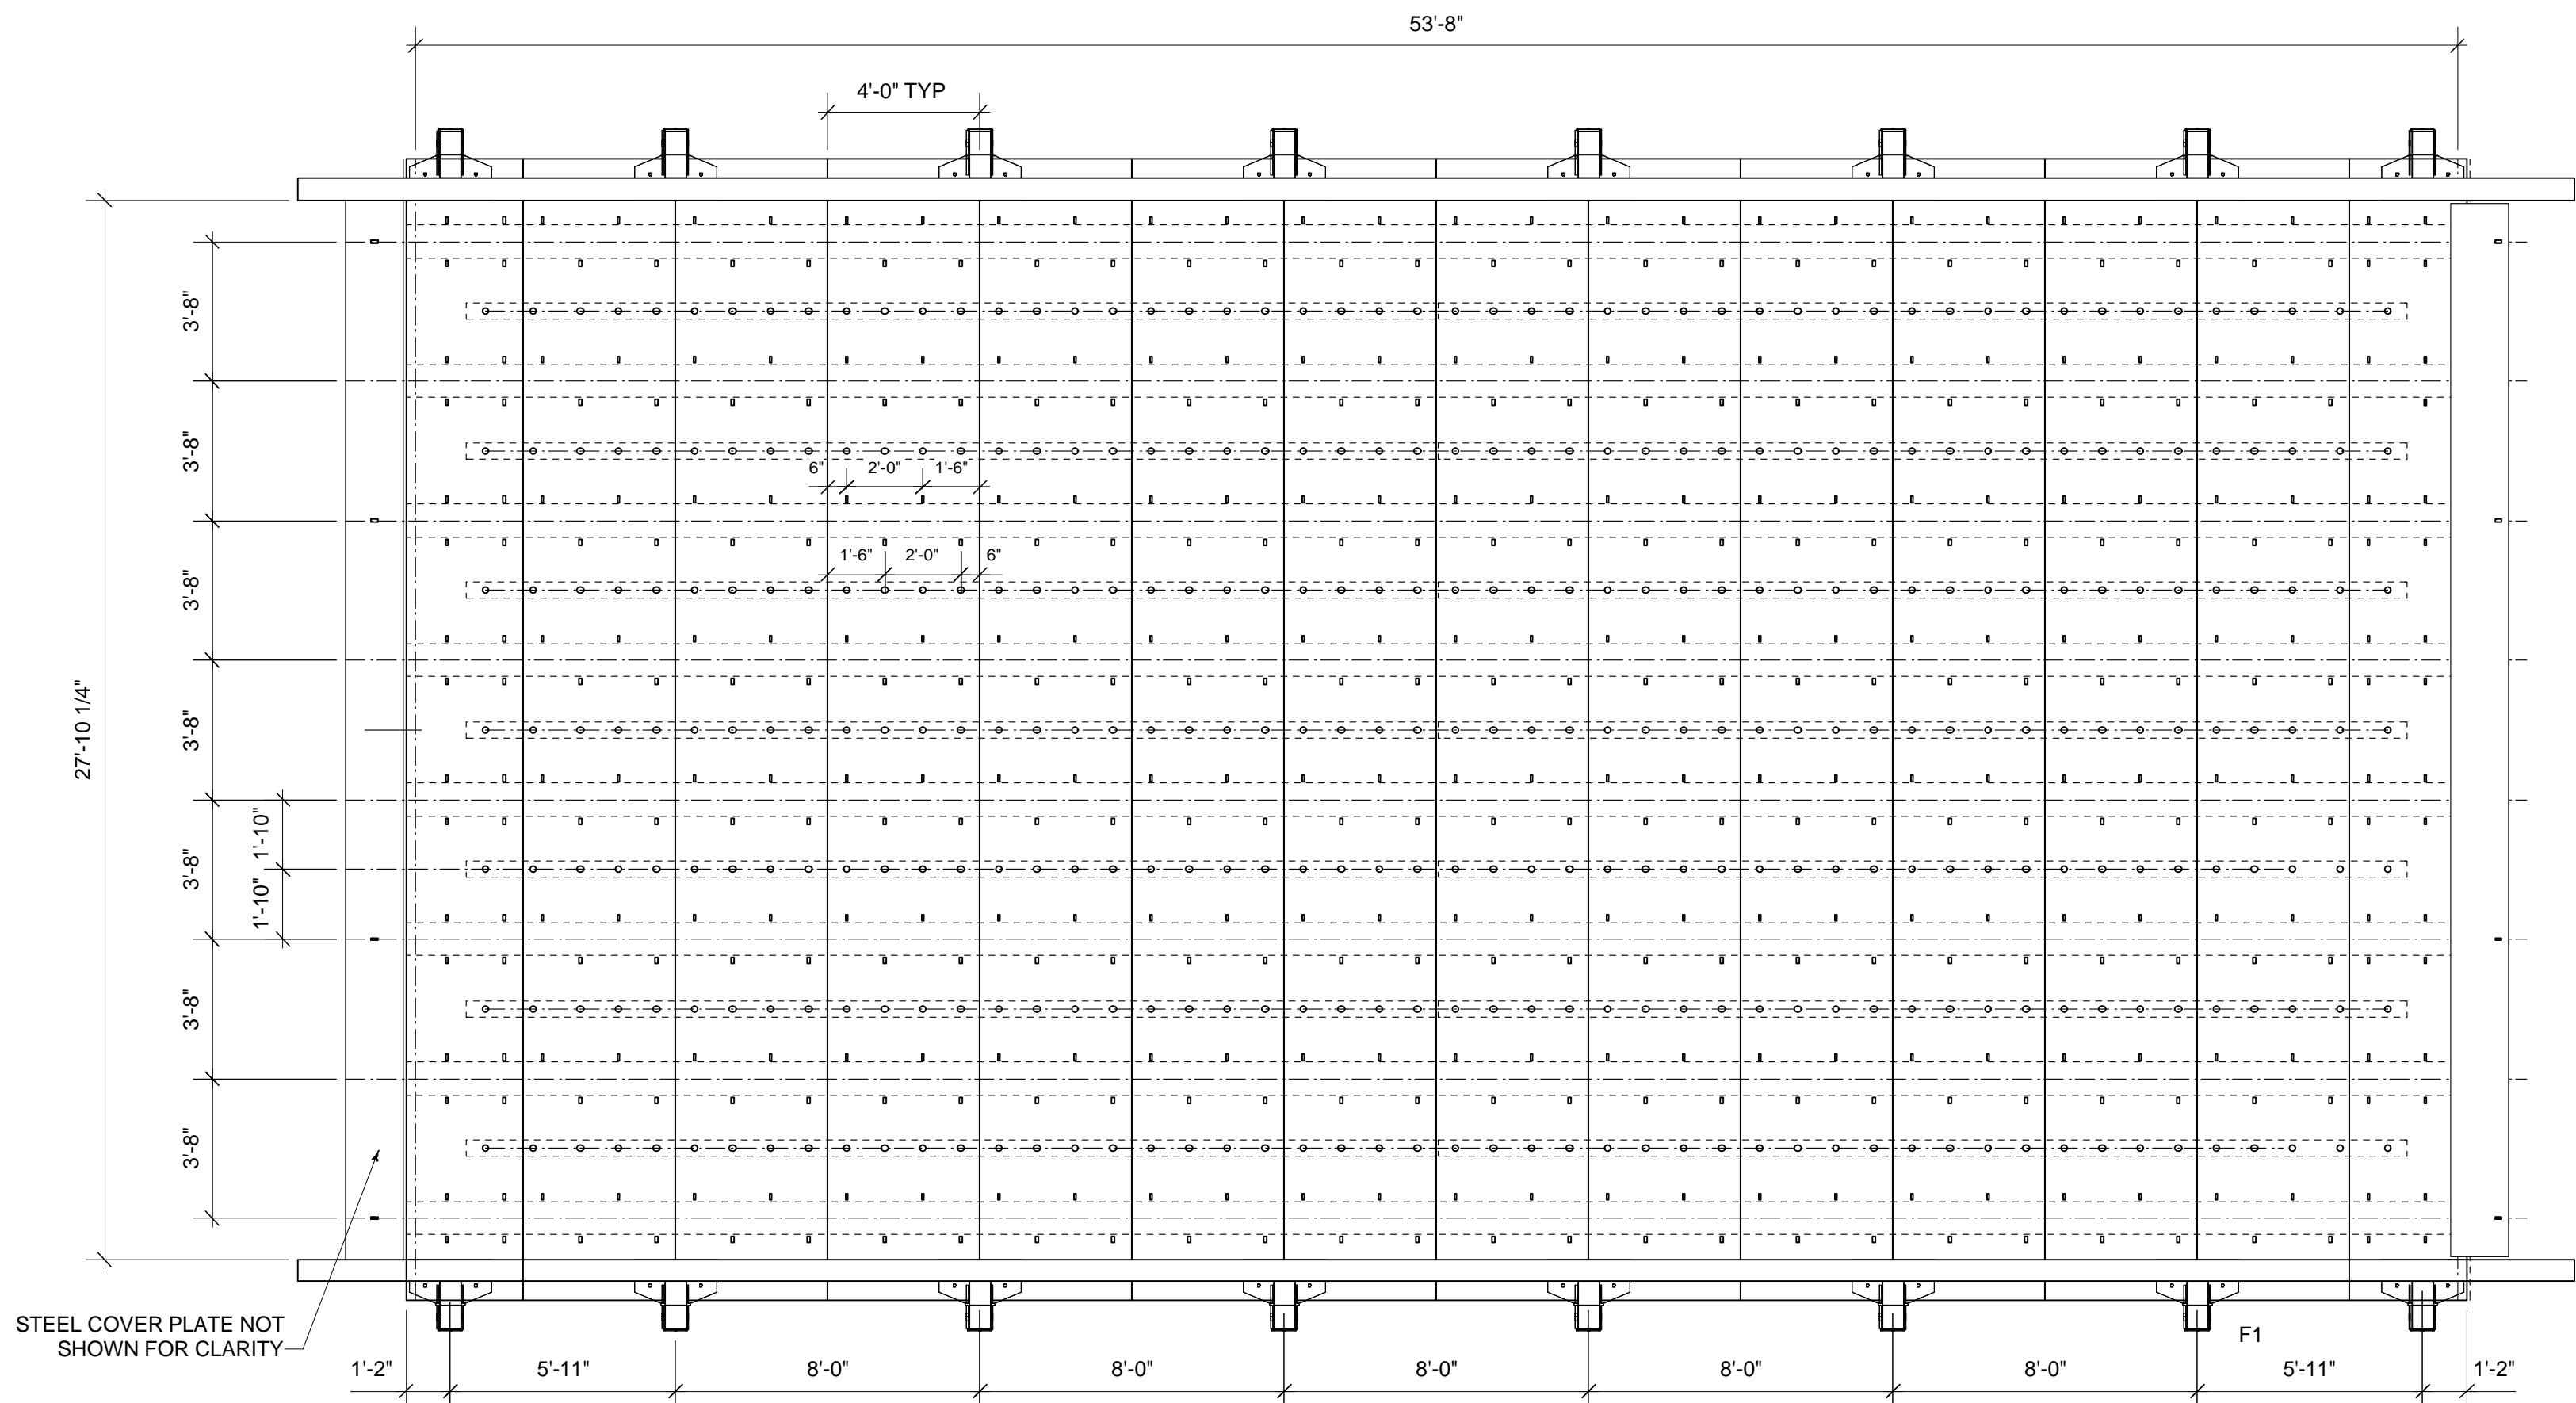 53'-8"
4'-0" TYP
3'-8"
3'-8"
6" 2'-0" 1'-6"
1'-6" 2'-0" 6"
3'-8"
27'-10 1/4"
3'-8"
1'-10"
3'-8"
1'-10"
3'-8"
3'-8"
STEEL COVER PLATE NOT
SHOWN FOR CLARITY
F1
1'-2" 5'-11" 8'-0" 8'-0" 8'-0" 8'-0" 8'-0" 5'-11" 1'-2"